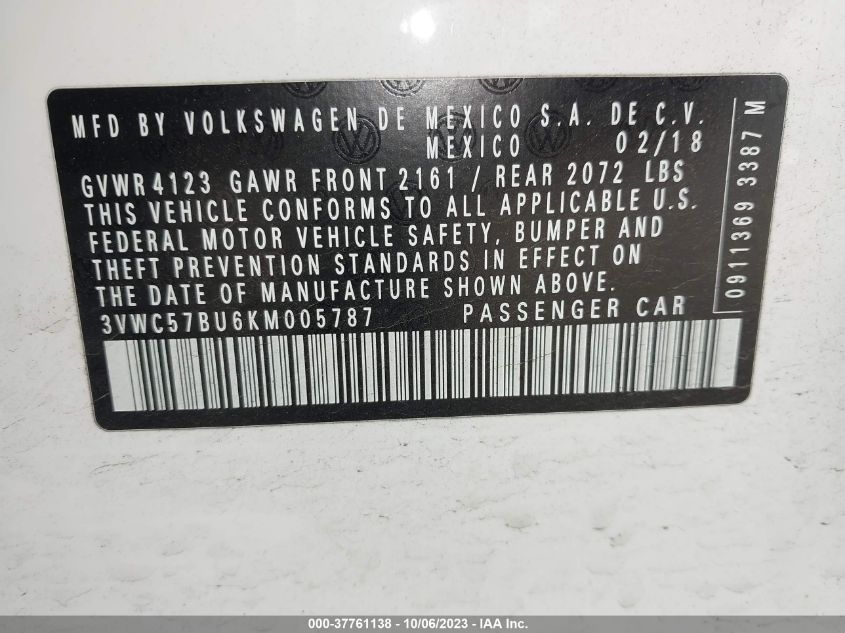 MFD BY VOLKSWAGEN DE MEXICO S.A. DE C.V.
MEXICO 02/18
GVWR 4123 GAWR FRONT 2161 / REAR 2072 LBS
THIS VEHICLE CONFORMS TO ALL APPLICABLE U.S.
FEDERAL MOTOR VEHICLE SAFETY, BUMPER AND
THEFT PREVENTION STANDARDS IN EFFECT ON
THE DATE OF MANUFACTURE SHOWN ABOVE.
3VWC57BU6KM005787 PASSENGER CAR
0911369 3387 M
000-37761138 - 10/06/2023 - IAA Inc.